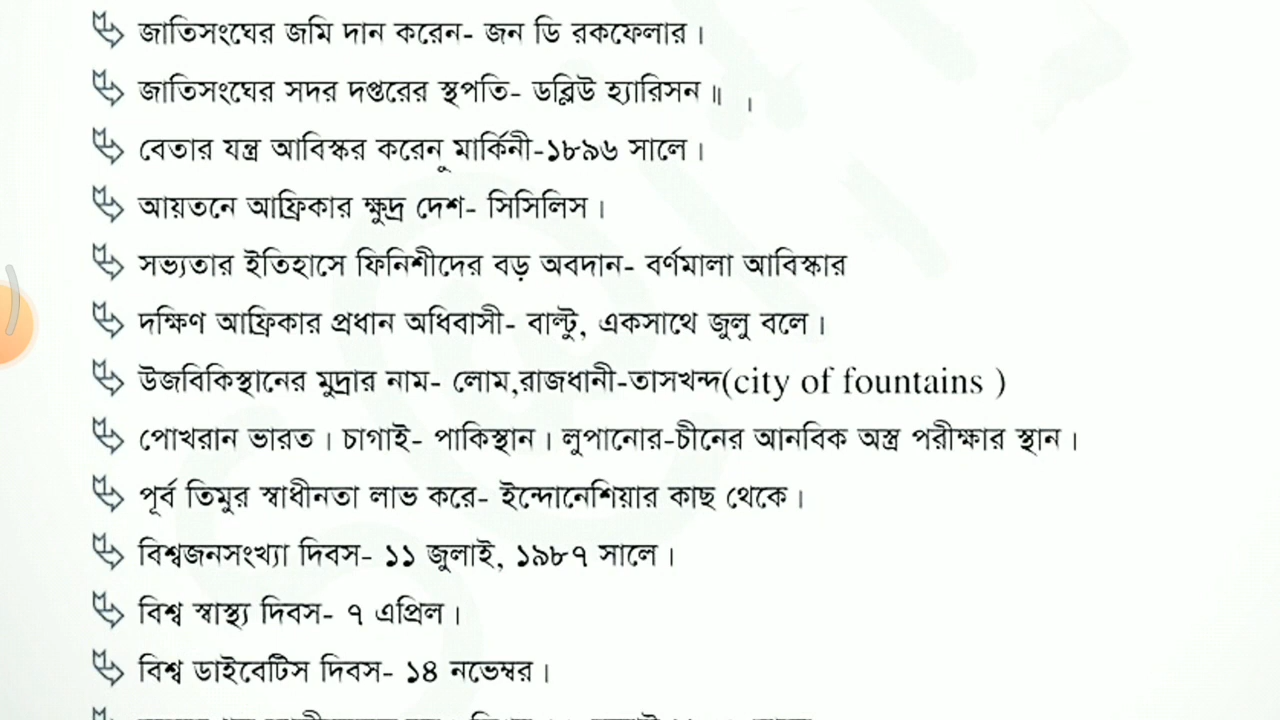 জাতিসংঘের জমি দান করেন- জন ডি রকফেলার।
জাতিসংঘের সদর দপ্তরের স্থপতি- ডব্লিউ হ্যারিসন॥ ।
বেতার যন্ত্র আবিস্কর করেন্ মার্কিনী-১৮৯৬ সালে।
আয়তনে আফ্রিকার ক্ষুদ্র দেশ- সিসিলিস।
সভ্যতার ইতিহাসে ফিনিশীদের বড় অবদান- বর্ণমালা আবিস্কার
দক্ষিণ আফ্রিকার প্রধান অধিবাসী- বাল্টু, একসাথে জুলু বলে।
উজবিকিস্থানের মুদ্রার নাম- লোম,রাজধানী-তাসখন্দ(city of fountains )
পোখরান ভারত। চাগাই- পাকিস্থান। লুপানোর-চীনের আনবিক অস্ত্র পরীক্ষার স্থান।
পূর্ব তিমুর স্বাধীনতা লাভ করে- ইন্দোনেশিয়ার কাছ থেকে।
বিশ্বজনসংখ্যা দিবস- ১১ জুলাই, ১৯৮৭ সালে।
বিশ্ব স্বাস্থ্য দিবস- ৭ এপ্রিল।
বিশ্ব ডাইবেটিস দিবস- ১৪ নভেম্বর।